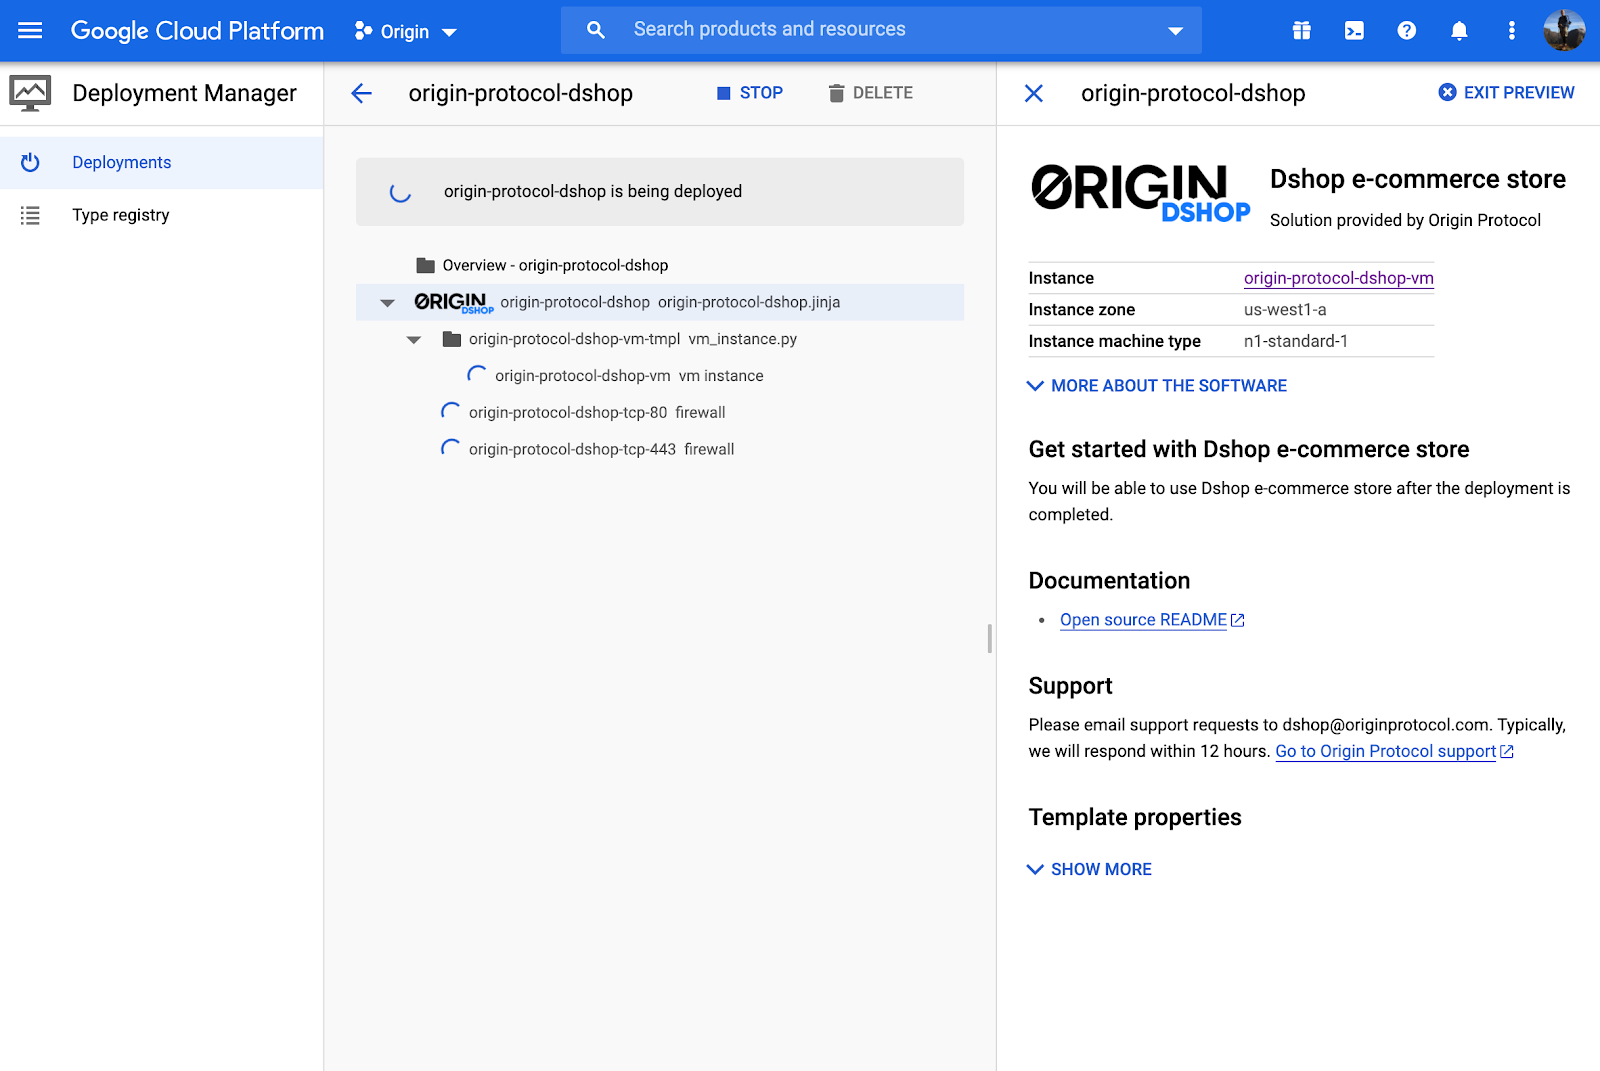 Google Cloud Platform
Origin
Search products and resources
Deployment Manager
Deployments
Type registry
origin-protocol-dshop
STOP
DELETE
origin-protocol-dshop is being deployed
Overview - origin-protocol-dshop
ORIGIN DSHOP origin-protocol-dshop origin-protocol-dshop.jinja
origin-protocol-dshop-vm-tmpl vm_instance.py
origin-protocol-dshop-vm vm instance
origin-protocol-dshop-tcp-80 firewall
origin-protocol-dshop-tcp-443 firewall
origin-protocol-dshop
EXIT PREVIEW
ORIGIN
DSHOP
Dshop e-commerce store
Solution provided by Origin Protocol
Instance origin-protocol-dshop-vm
Instance zone us-west1-a
Instance machine type n1-standard-1
MORE ABOUT THE SOFTWARE
Get started with Dshop e-commerce store
You will be able to use Dshop e-commerce store after the deployment is
completed.
Documentation
• Open source README
Support
Please email support requests to dshop@originprotocol.com. Typically,
we will respond within 12 hours. Go to Origin Protocol support
Template properties
SHOW MORE